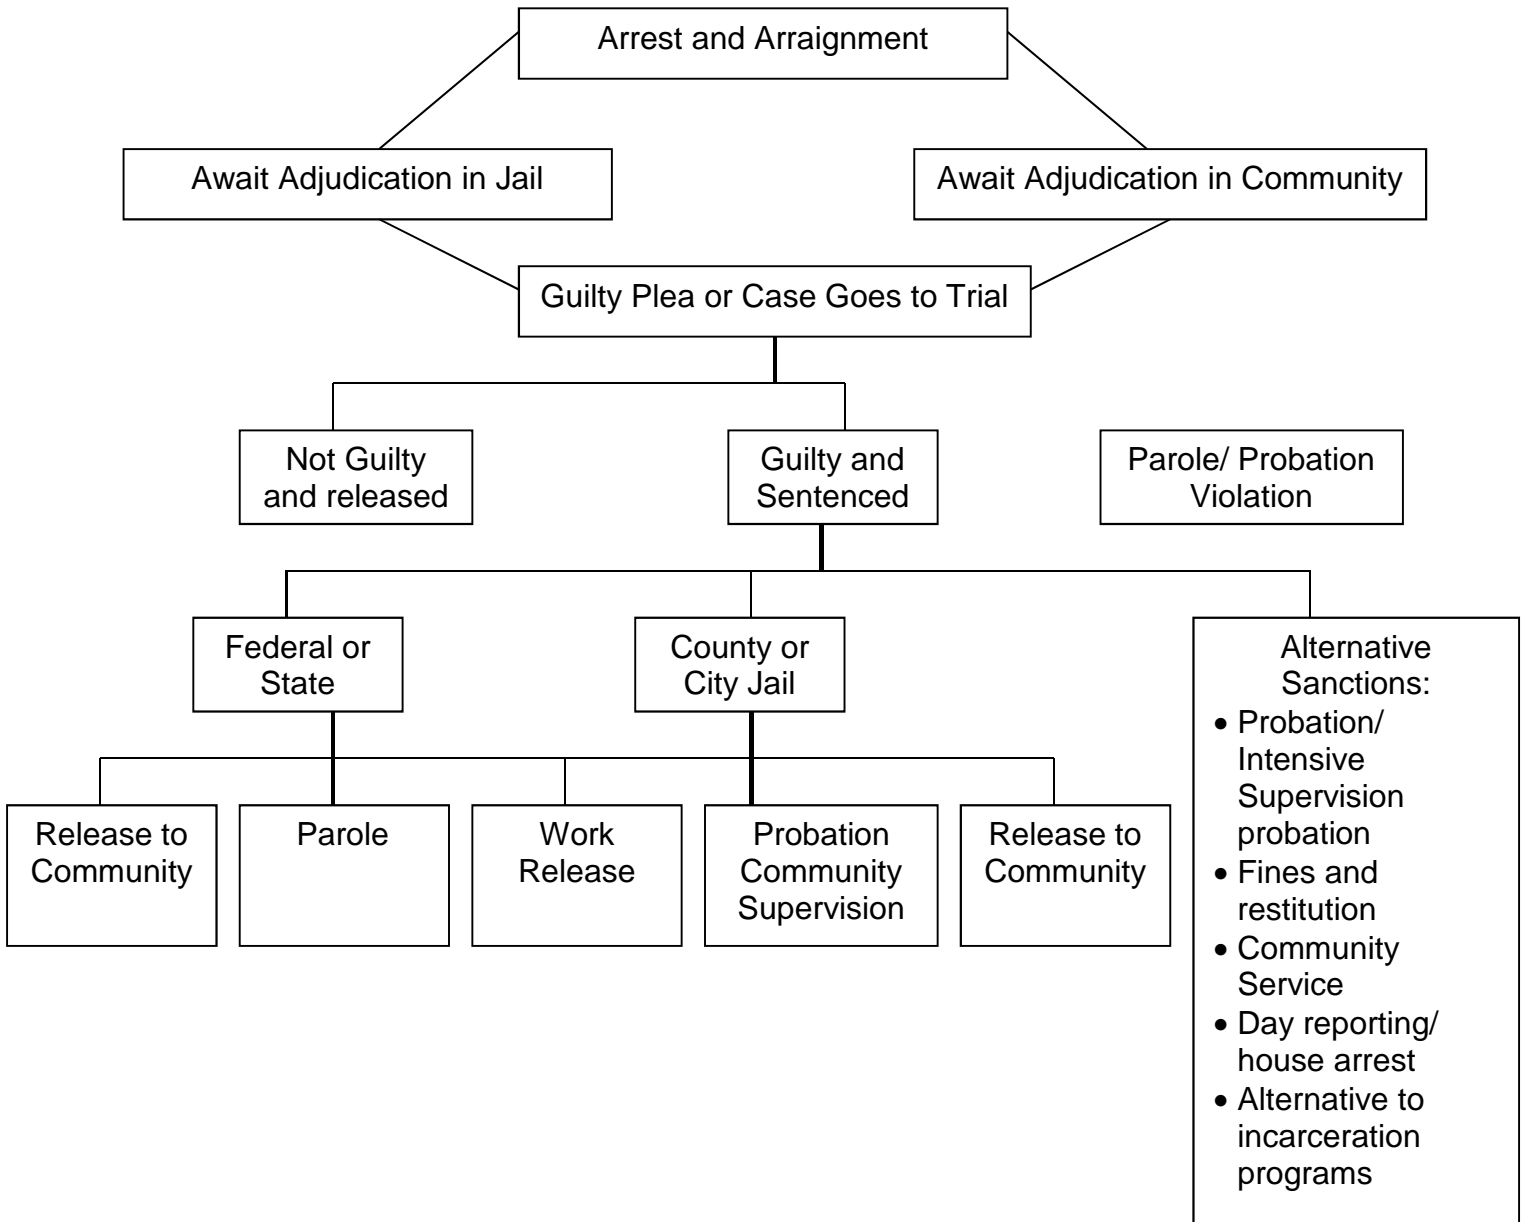 Arrest and Arraignment
Await Adjudication in Jail
Await Adjudication in Community
Guilty Plea or Case Goes to Trial
Not Guilty
and released
Guilty and
Sentenced
Parole/ Probation
Violation
Federal or
State
County or
City Jail
Alternative
Sanctions:
• Probation/
Intensive
Supervision
probation
• Fines and
restitution
• Community
Service
• Day reporting/
house arrest
• Alternative to
incarceration
programs
Release to
Community
Parole
Work
Release
Probation
Community
Supervision
Release to
Community